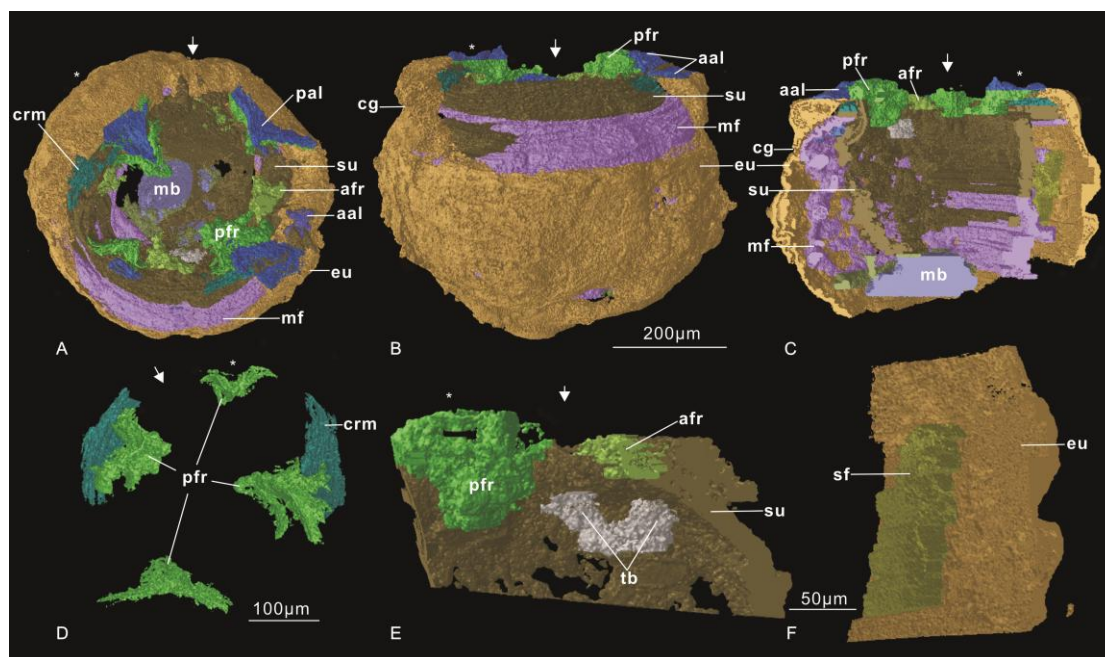 *
crm
mb
pal
su
afr
aal
pfr
eu
mf
A
*
pfr
aal
cg
su
mf
eu
200µm
B
pfr
afr
*
aal
cg
su
mf
mb
C
*
crm
pfr
100µm
D
*
afr
pfr
su
tb
50µm
E
sf
eu
F